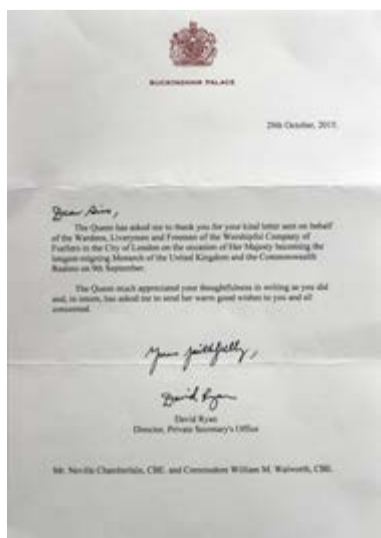 BUCKINGHAM PALACE
29th October, 2015.
Dear Sirs,
The Queen has asked me to thank you for your kind letter sent on behalf
of the Wardens, Liverymen and Freemen of the Worshipful Company of
Fuellers in the City of London on the occasion of Her Majesty becoming the
longest-reigning Monarch of the United Kingdom and the Commonwealth
Realms on 9th September.
The Queen much appreciated your thoughtfulness in writing as you did
and, in return, has asked me to send her warm good wishes to you and all
concerned.
Yours faithfully,
David Ryan
David Ryan
Director, Private Secretary's Office
Mr. Neville Chamberlain, CBE. and Commodore William M. Walworth, CBE.